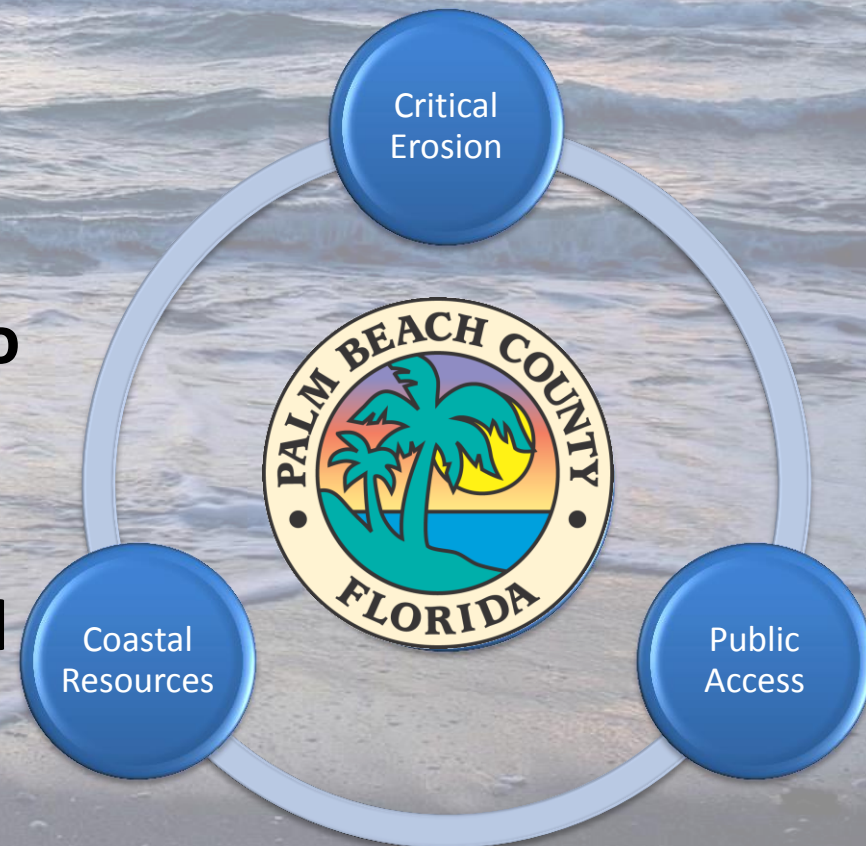 Critical
Erosion
PALM BEACH COUNTY
FLORIDA
Coastal
Resources
Public
Access